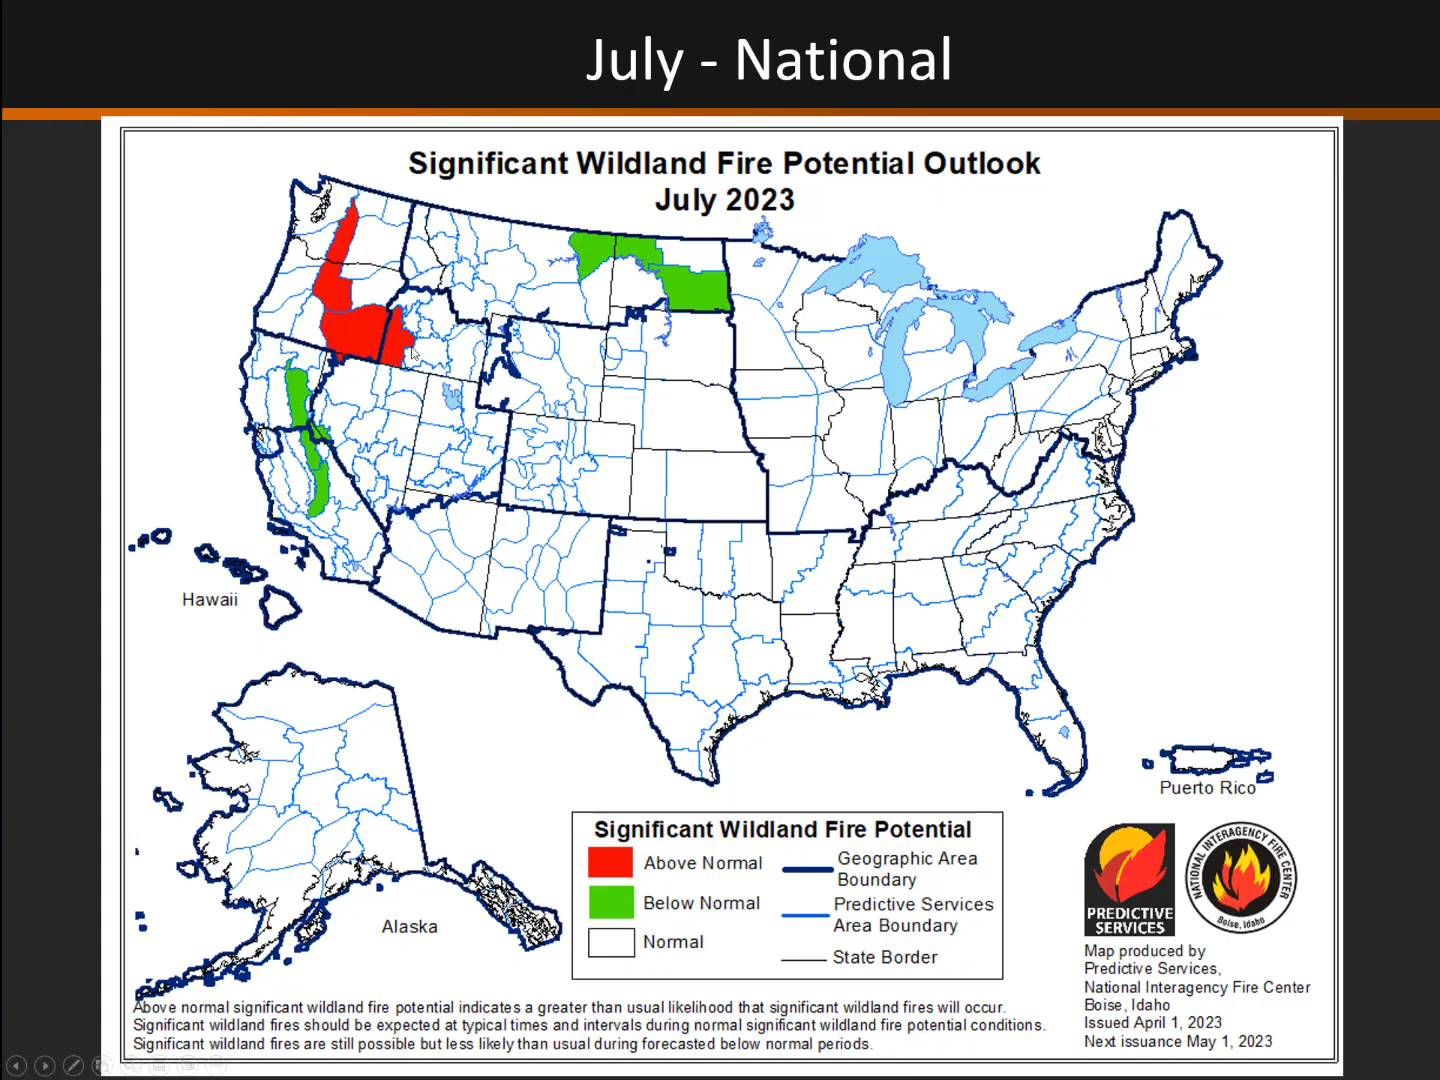 July - National
Significant Wildland Fire Potential Outlook
July 2023
Hawaii
Alaska
Puerto Rico
Significant Wildland Fire Potential
Above Normal
Below Normal
Normal
Geographic Area
Boundary
Predictive Services
Area Boundary
State Border
PREDICTIVE
SERVICES
NATIONAL INTERAGENCY FIRE CENTER
Boise, Idaho
Map produced by
Predictive Services,
National Interagency Fire Center
Boise, Idaho
Issued April 1, 2023
Next issuance May 1, 2023
Above normal significant wildland fire potential indicates a greater than usual likelihood that significant wildland fires will occur.
Significant wildland fires should be expected at typical times and intervals during normal significant wildland fire potential conditions.
Significant wildland fires are still possible but less likely than usual during forecasted below normal periods.